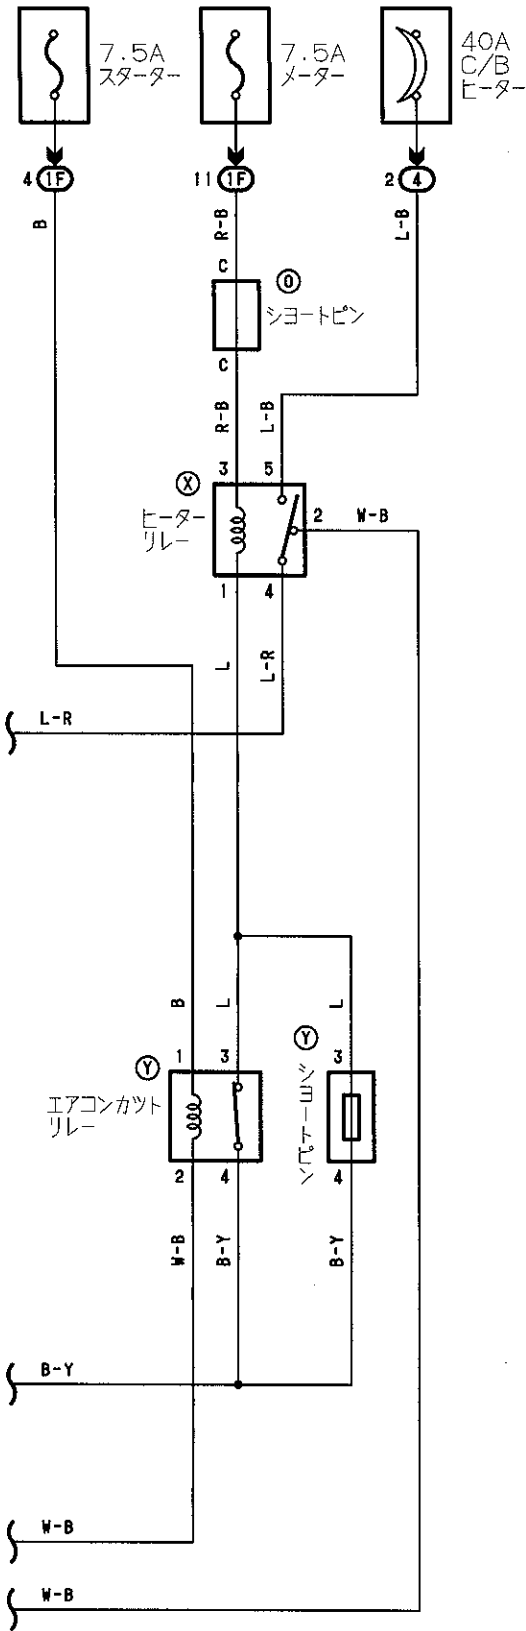 7.5A
スターター
7.5A
メーター
40A
C/B
ヒーター
4 1F
11 1F
2 4
B
R-B
L-B
C
O
シヨートピン
C
R-B
L-B
3
5
X
ヒーター
リレー
2
W-B
1
4
L
L-R
L-R
B
L
L
1
3
3
Y
エアコンカツト
リレー
Y
シヨートピン
2
4
4
W-B
B-Y
B-Y
B-Y
W-B
W-B